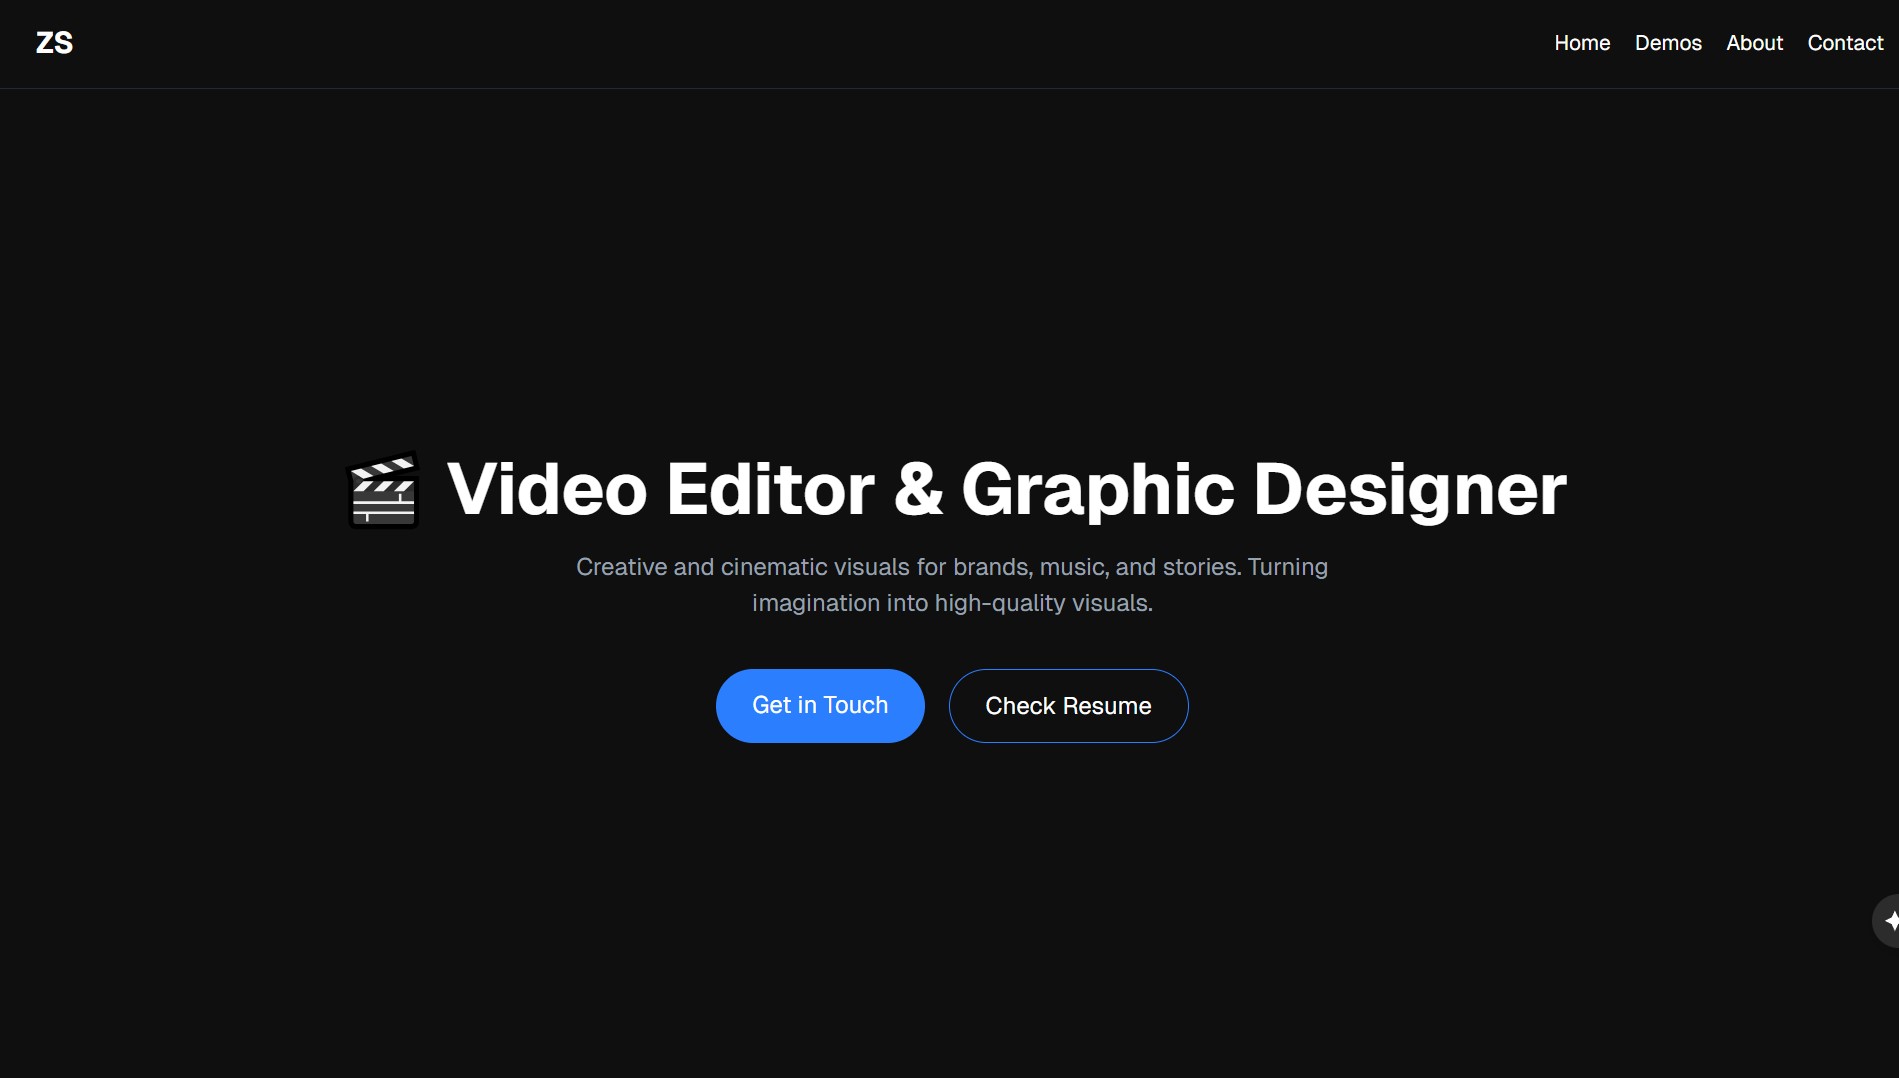 ZS
Home Demos About Contact
🎬 Video Editor & Graphic Designer
Creative and cinematic visuals for brands, music, and stories. Turning
imagination into high-quality visuals.
Get in Touch Check Resume